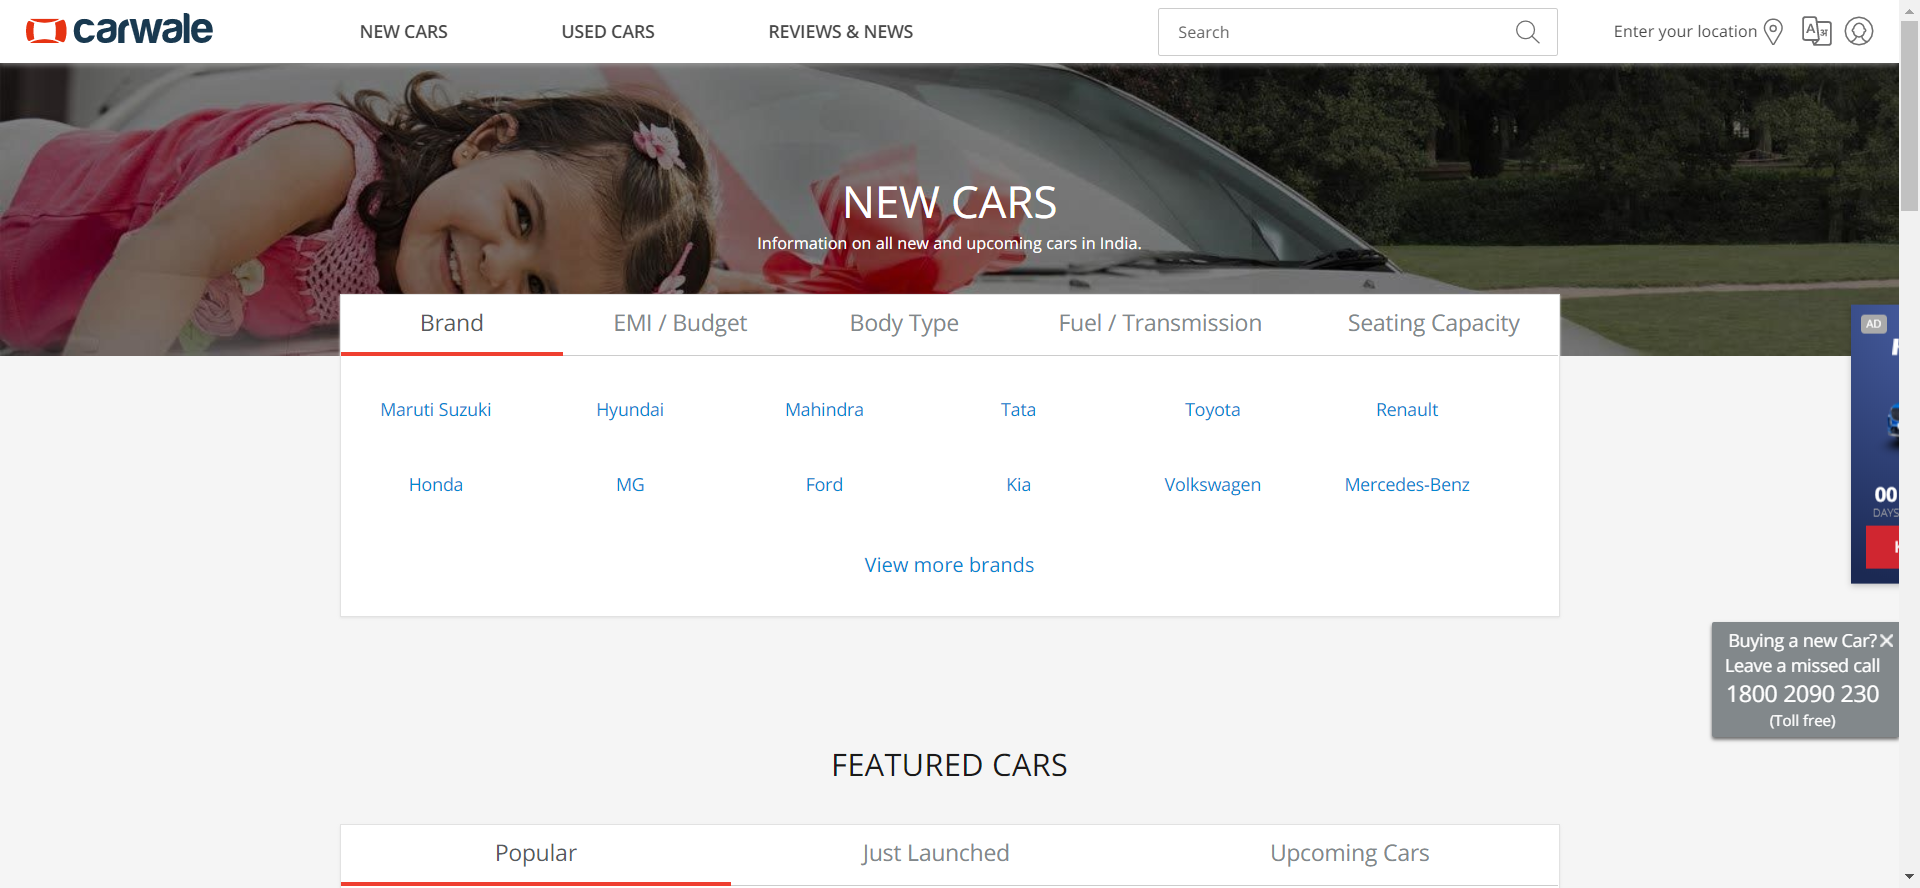 carwale
NEW CARS
USED CARS
REVIEWS & NEWS
Search
Enter your location
NEW CARS
Information on all new and upcoming cars in India.
Brand
EMI / Budget
Body Type
Fuel / Transmission
Seating Capacity
Maruti Suzuki
Hyundai
Mahindra
Tata
Toyota
Renault
Honda
MG
Ford
Kia
Volkswagen
Mercedes-Benz
View more brands
AD
00
DAYS
Buying a new Car?
Leave a missed call
1800 2090 230
(Toll free)
FEATURED CARS
Popular
Just Launched
Upcoming Cars